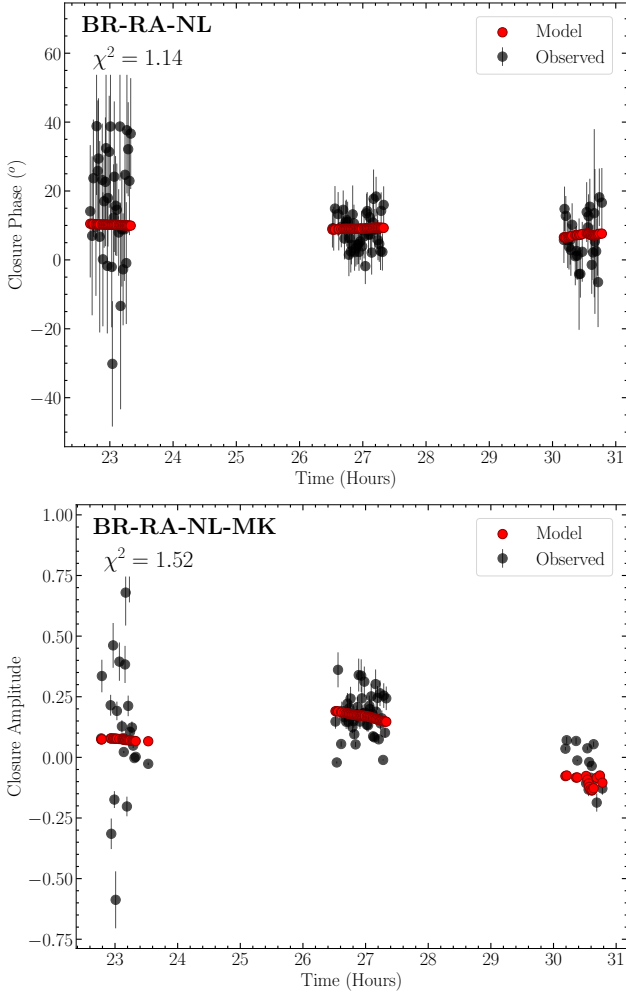 BR-RA-NL
χ² = 1.14
Model
Observed
Closure Phase (°)
60
40
20
0
−20
−40
23 24 25 26 27 28 29 30 31
Time (Hours)
BR-RA-NL-MK
χ² = 1.52
Model
Observed
Closure Amplitude
1.00
0.75
0.50
0.25
0.00
−0.25
−0.50
−0.75
23 24 25 26 27 28 29 30 31
Time (Hours)